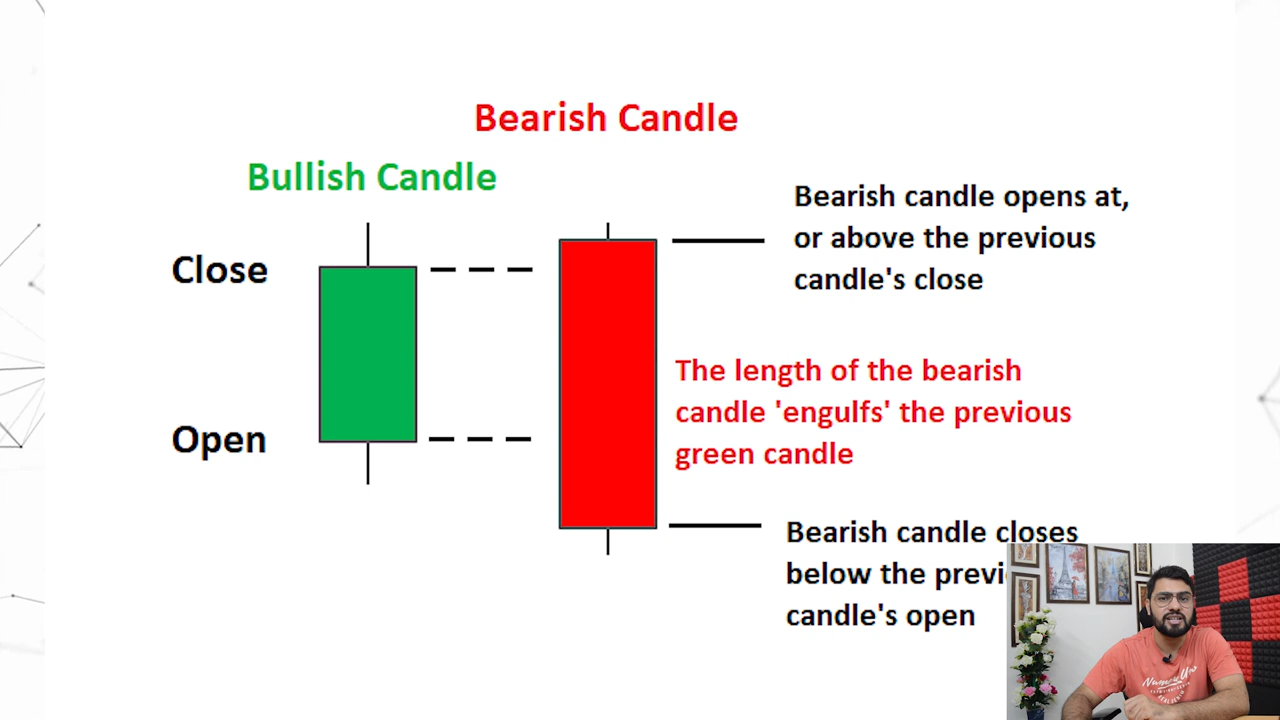 Bearish Candle
Bullish Candle
Bearish candle opens at,
or above the previous
candle's close
Close
The length of the bearish
candle 'engulfs' the previous
green candle
Open
Bearish candle closes
below the
candle's open